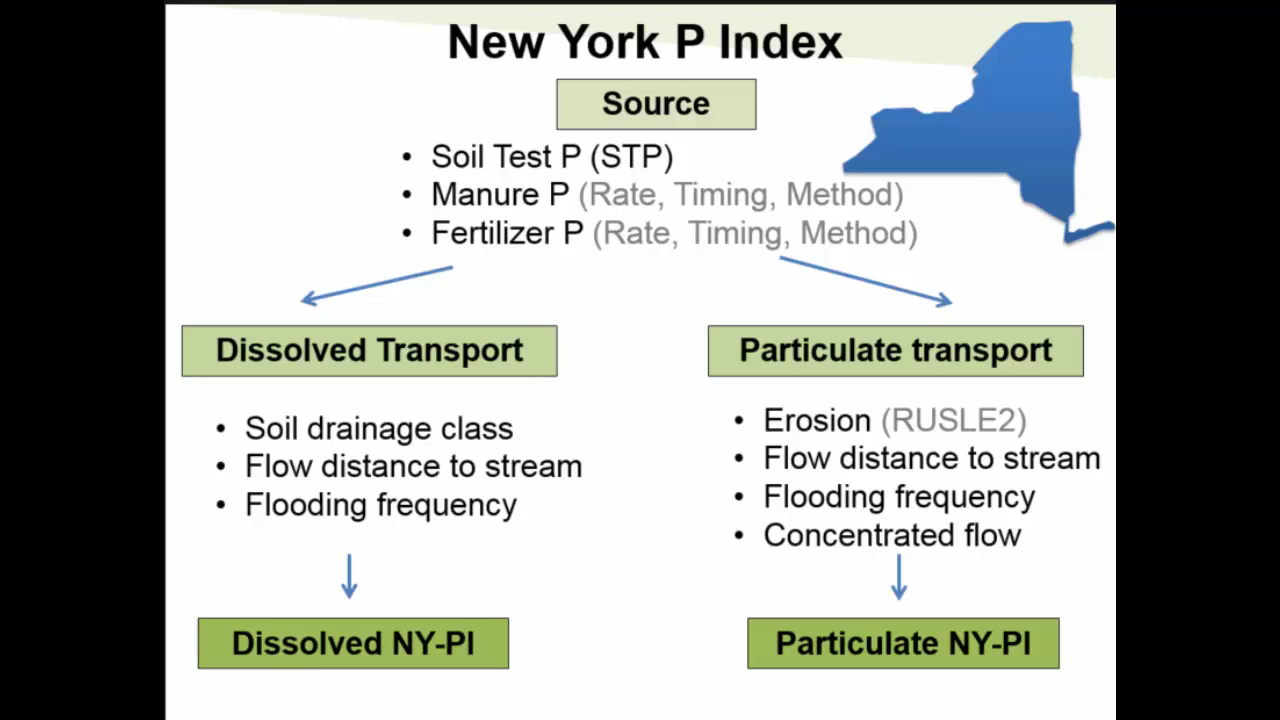 New York P Index
Source
• Soil Test P (STP)
• Manure P (Rate, Timing, Method)
• Fertilizer P (Rate, Timing, Method)
Dissolved Transport
• Soil drainage class
• Flow distance to stream
• Flooding frequency
Dissolved NY-PI
Particulate transport
• Erosion (RUSLE2)
• Flow distance to stream
• Flooding frequency
• Concentrated flow
Particulate NY-PI